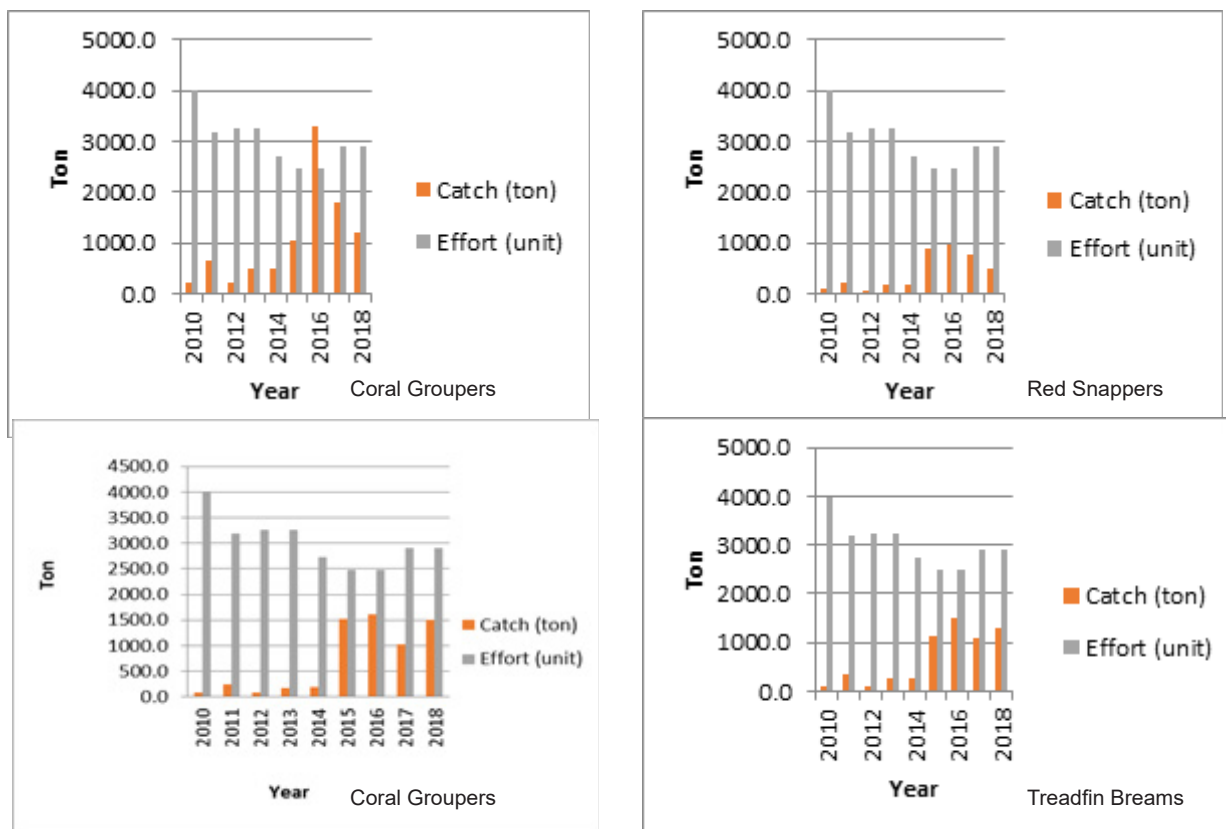 5000.0
4000.0
3000.0
2000.0
1000.0
0.0
Ton
Catch (ton)
Effort (unit)
2010
2012
2014
2016
2018
Year
Coral Groupers
5000.0
4000.0
3000.0
2000.0
1000.0
0.0
Ton
Catch (ton)
Effort (unit)
2010
2012
2014
2016
2018
Year
Red Snappers
4500.0
4000.0
3500.0
3000.0
2500.0
2000.0
1500.0
1000.0
500.0
0.0
Ton
Catch (ton)
Effort (unit)
2010
2011
2012
2013
2014
2015
2016
2017
2018
Year
Coral Groupers
5000.0
4000.0
3000.0
2000.0
1000.0
0.0
Ton
Catch (ton)
Effort (unit)
2010
2012
2014
2016
2018
Year
Treadfin Breams